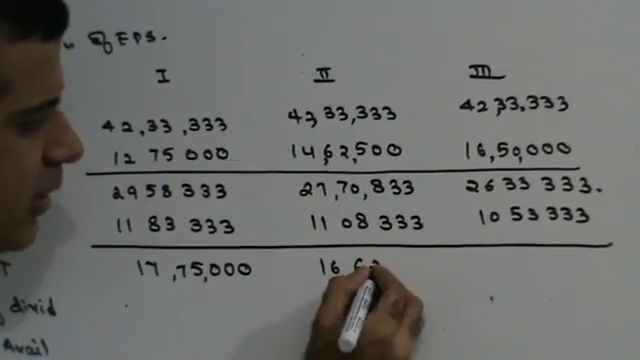 of EPS.
I II III
42,33,333 42,33,333 42,33,333
12 75 000 14,62,500 16,50,000
29 58 333 27,70,833 26 33 333.
11 83 333 11 08 333 10 53 333
17,75,000 16 6
divid
Avail